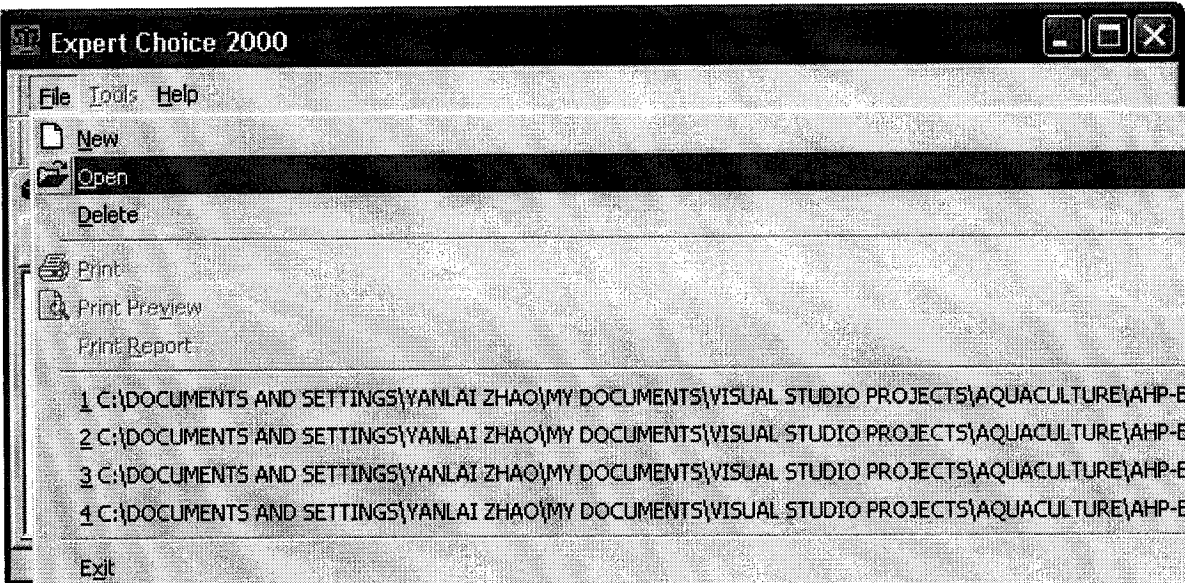 Expert Choice 2000
File Tools Help
New
Open
Delete
Print
Print Preview
Print Report
1 C:\DOCUMENTS AND SETTINGS\YANLAI ZHAO\MY DOCUMENTS\VISUAL STUDIO PROJECTS\AQUACULTURE\AHP-E
2 C:\DOCUMENTS AND SETTINGS\YANLAI ZHAO\MY DOCUMENTS\VISUAL STUDIO PROJECTS\AQUACULTURE\AHP-E
3 C:\DOCUMENTS AND SETTINGS\YANLAI ZHAO\MY DOCUMENTS\VISUAL STUDIO PROJECTS\AQUACULTURE\AHP-E
4 C:\DOCUMENTS AND SETTINGS\YANLAI ZHAO\MY DOCUMENTS\VISUAL STUDIO PROJECTS\AQUACULTURE\AHP-E
Exit